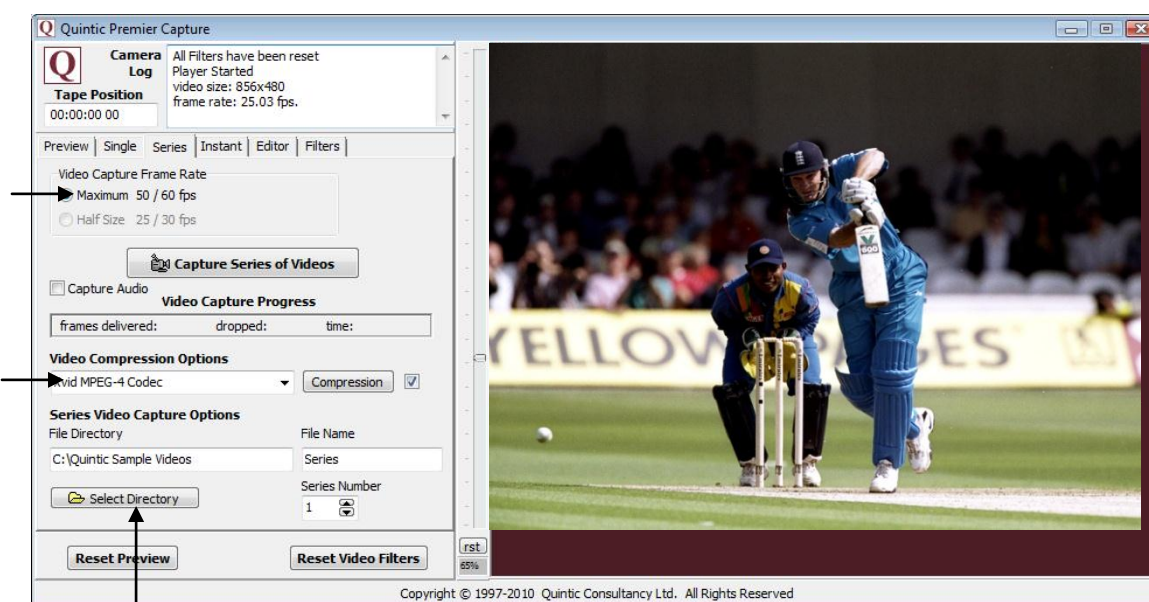 Q Quintic Premier Capture
Q
Camera
Log
Tape Position
00:00:00 00
All Filters have been reset
Player Started
video size: 856x480
frame rate: 25.03 fps.
Preview Single Series Instant Editor Filters
Video Capture Frame Rate
Maximum 50 / 60 fps
Half Size 25 / 30 fps
Capture Series of Videos
Capture Audio
Video Capture Progress
frames delivered: dropped: time:
Video Compression Options
vid MPEG-4 Codec
Compression
Series Video Capture Options
File Directory File Name
C:\Quintic Sample Videos Series
Select Directory
Series Number
1
Reset Preview Reset Video Filters
rst
65%
YELLOW GES
V
600
Copyright © 1997-2010 Quintic Consultancy Ltd. All Rights Reserved